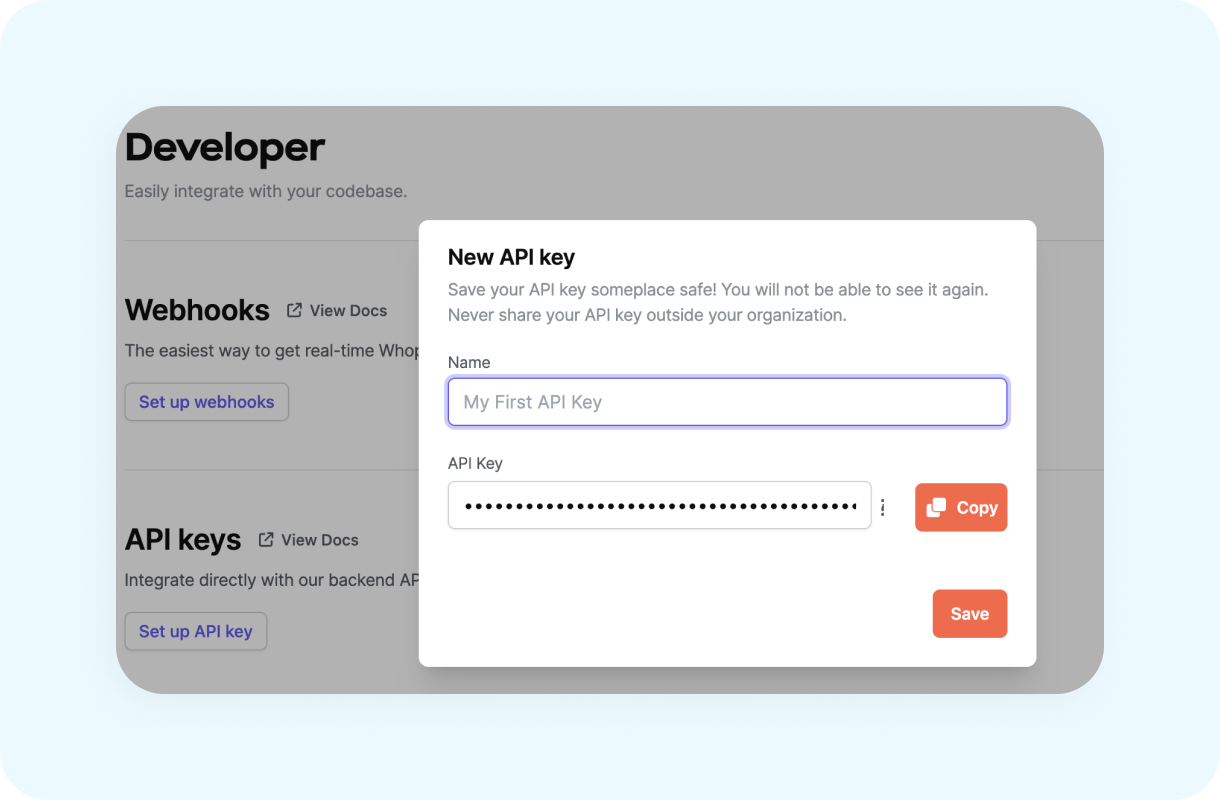 Developer
Easily integrate with your codebase.
Webhooks View Docs
The easiest way to get real-time
Set up webhooks
API keys View Docs
Integrate directly with our backend
Set up API key
New API key
Save your API key someplace safe! You will not be able to see it again.
Never share your API key outside your organization.
Name
My First API Key
API Key
••••••••••••••••••••••••••••••••••••••••
Copy
Save